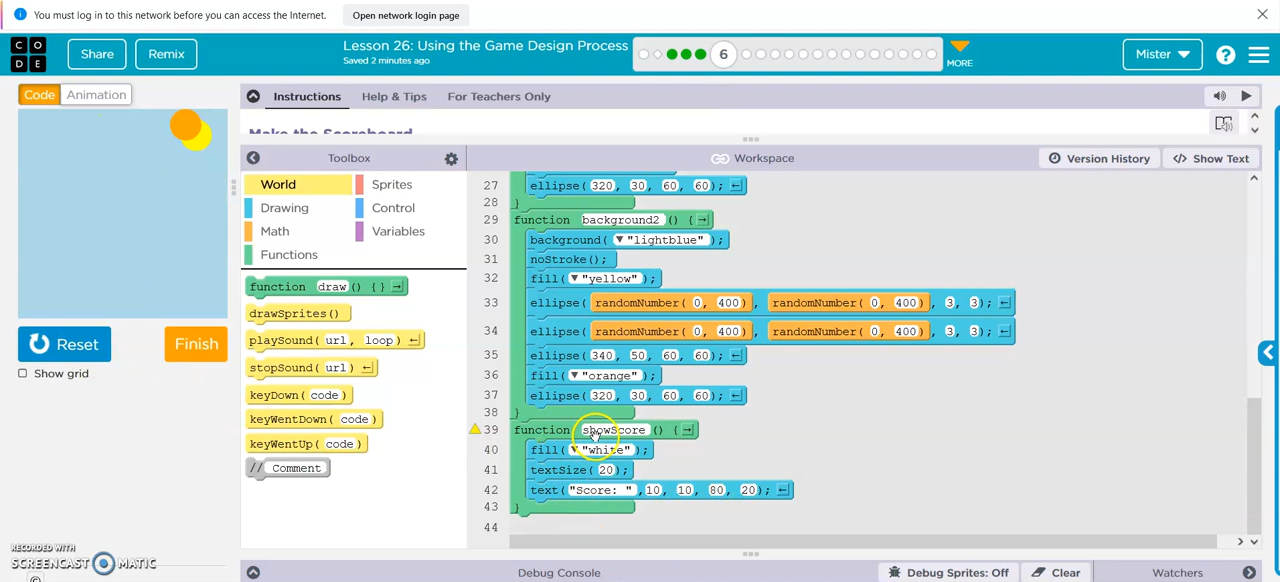 You must log in to this network before you can access the Internet.
Open network login page
CODE
Share
Remix
Lesson 26: Using the Game Design Process
Saved 2 minutes ago
6
MORE
Mister
?
Code
Animation
Instructions
Help & Tips
For Teachers Only
Make the Scoreboard
Toolbox
Workspace
Version History
</> Show Text
World
Sprites
Drawing
Control
Math
Variables
Functions
function draw () { }
drawSprites()
playSound( url, loop)
stopSound( url)
keyDown( code)
keyWentDown( code)
keyWentUp( code)
// Comment
Reset
Finish
Show grid
27 ellipse( 320, 30, 60, 60);
28 }
29 function background2 () {
30 background( "lightblue" );
31 noStroke();
32 fill( "yellow" );
33 ellipse( randomNumber( 0, 400), randomNumber( 0, 400), 3, 3);
34 ellipse( randomNumber( 0, 400), randomNumber( 0, 400), 3, 3);
35 ellipse( 340, 50, 60, 60);
36 fill( "orange" );
37 ellipse( 320, 30, 60, 60);
38 }
39 function showScore () {
40 fill( "white" );
41 textSize( 20);
42 text( "Score: ",10, 10, 80, 20);
43 }
44
RECORDED WITH
SCREENCAST MATIC
Debug Console
Debug Sprites: Off
Clear
Watchers